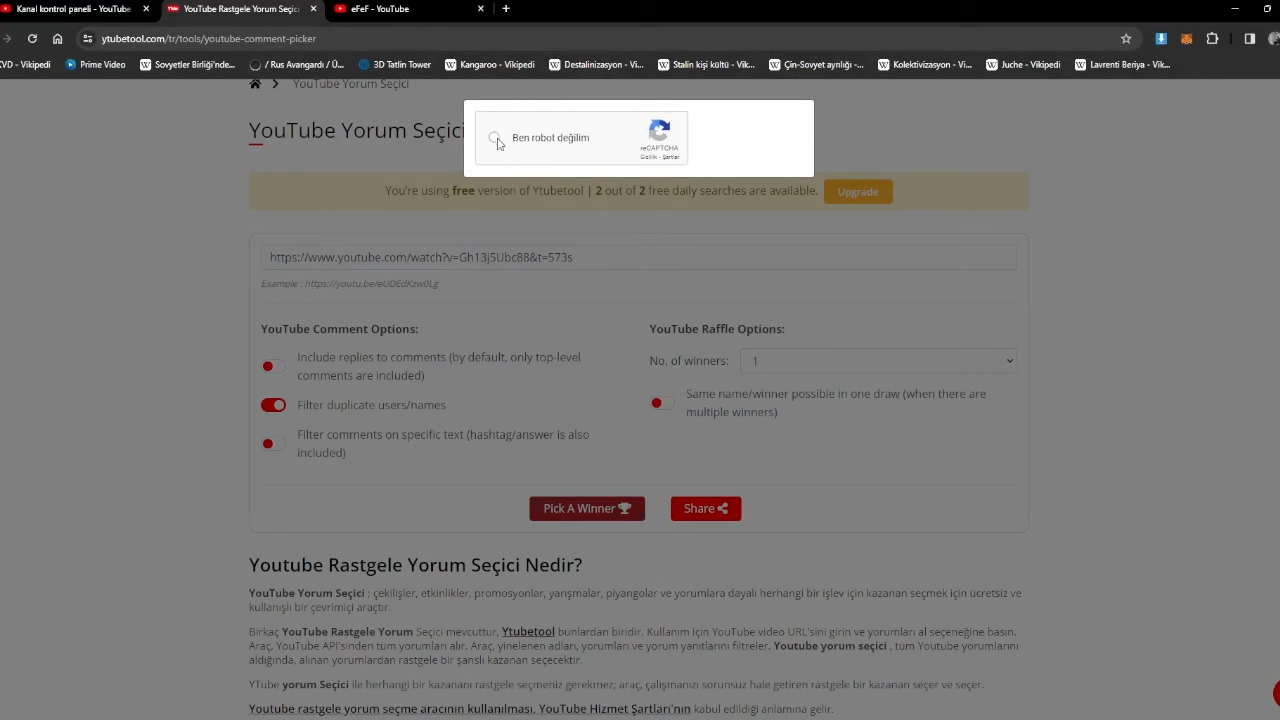 Kanal kontrol paneli - YouTube
YouTube Rastgele Yorum Seçici
eFeF - YouTube
ytubetool.com/tr/tools/youtube-comment-picker
CVD - Vikipedi
Prime Video
Sovyetler Birliği'nde...
/ Rus Avangardı / Ü...
3D Tatlin Tower
Kangaroo - Vikipedi
Destalinizasyon - Vi...
Stalin kişi kültü - Vik...
Çin-Sovyet ayrılığı -...
Kolektivizasyon - Vi...
Juche - Vikipedi
Lavrenti Beriya - Vik...
YouTube Yorum Seçici
YouTube Yorum Seçici
Ben robot değilim
reCAPTCHA
Gizlilik - Şartlar
You're using free version of Ytubetool | 2 out of 2 free daily searches are available.
Upgrade
https://www.youtube.com/watch?v=Gh13j5Ubc88&t=573s
Example : https://youtu.be/eUDEdKzw0Lg
YouTube Comment Options:
Include replies to comments (by default, only top-level
comments are included)
Filter duplicate users/names
Filter comments on specific text (hashtag/answer is also
included)
YouTube Raffle Options:
No. of winners:
1
Same name/winner possible in one draw (when there are
multiple winners)
Pick A Winner
Share
Youtube Rastgele Yorum Seçici Nedir?
YouTube Yorum Seçici : çekilişler, etkinlikler, promosyonlar, yarışmalar, piyangolar ve yorumlara dayalı herhangi bir işlev için kazanan seçmek için ücretsiz ve
kullanışlı bir çevrimiçi araçtır.
Birkaç YouTube Rastgele Yorum Seçici mevcuttur, Ytubetool bunlardan biridir. Kullanım için YouTube video URL'sini girin ve yorumları al seçeneğine basın.
Araç, YouTube API'sinden tüm yorumları alır. Araç, yinelenen adları, yorumları ve yorum yanıtlarını filtreler. Youtube yorum seçici , tüm Youtube yorumlarını
aldığında, alınan yorumlardan rastgele bir şanslı kazanan seçecektir.
YTube yorum Seçici ile herhangi bir kazananı rastgele seçmeniz gerekmez; araç, çalışmanızı sorunsuz hale getiren rastgele bir kazanan seçer ve seçer.
Youtube rastgele yorum seçme aracının kullanılması, YouTube Hizmet Şartları'nın kabul edildiği anlamına gelir.